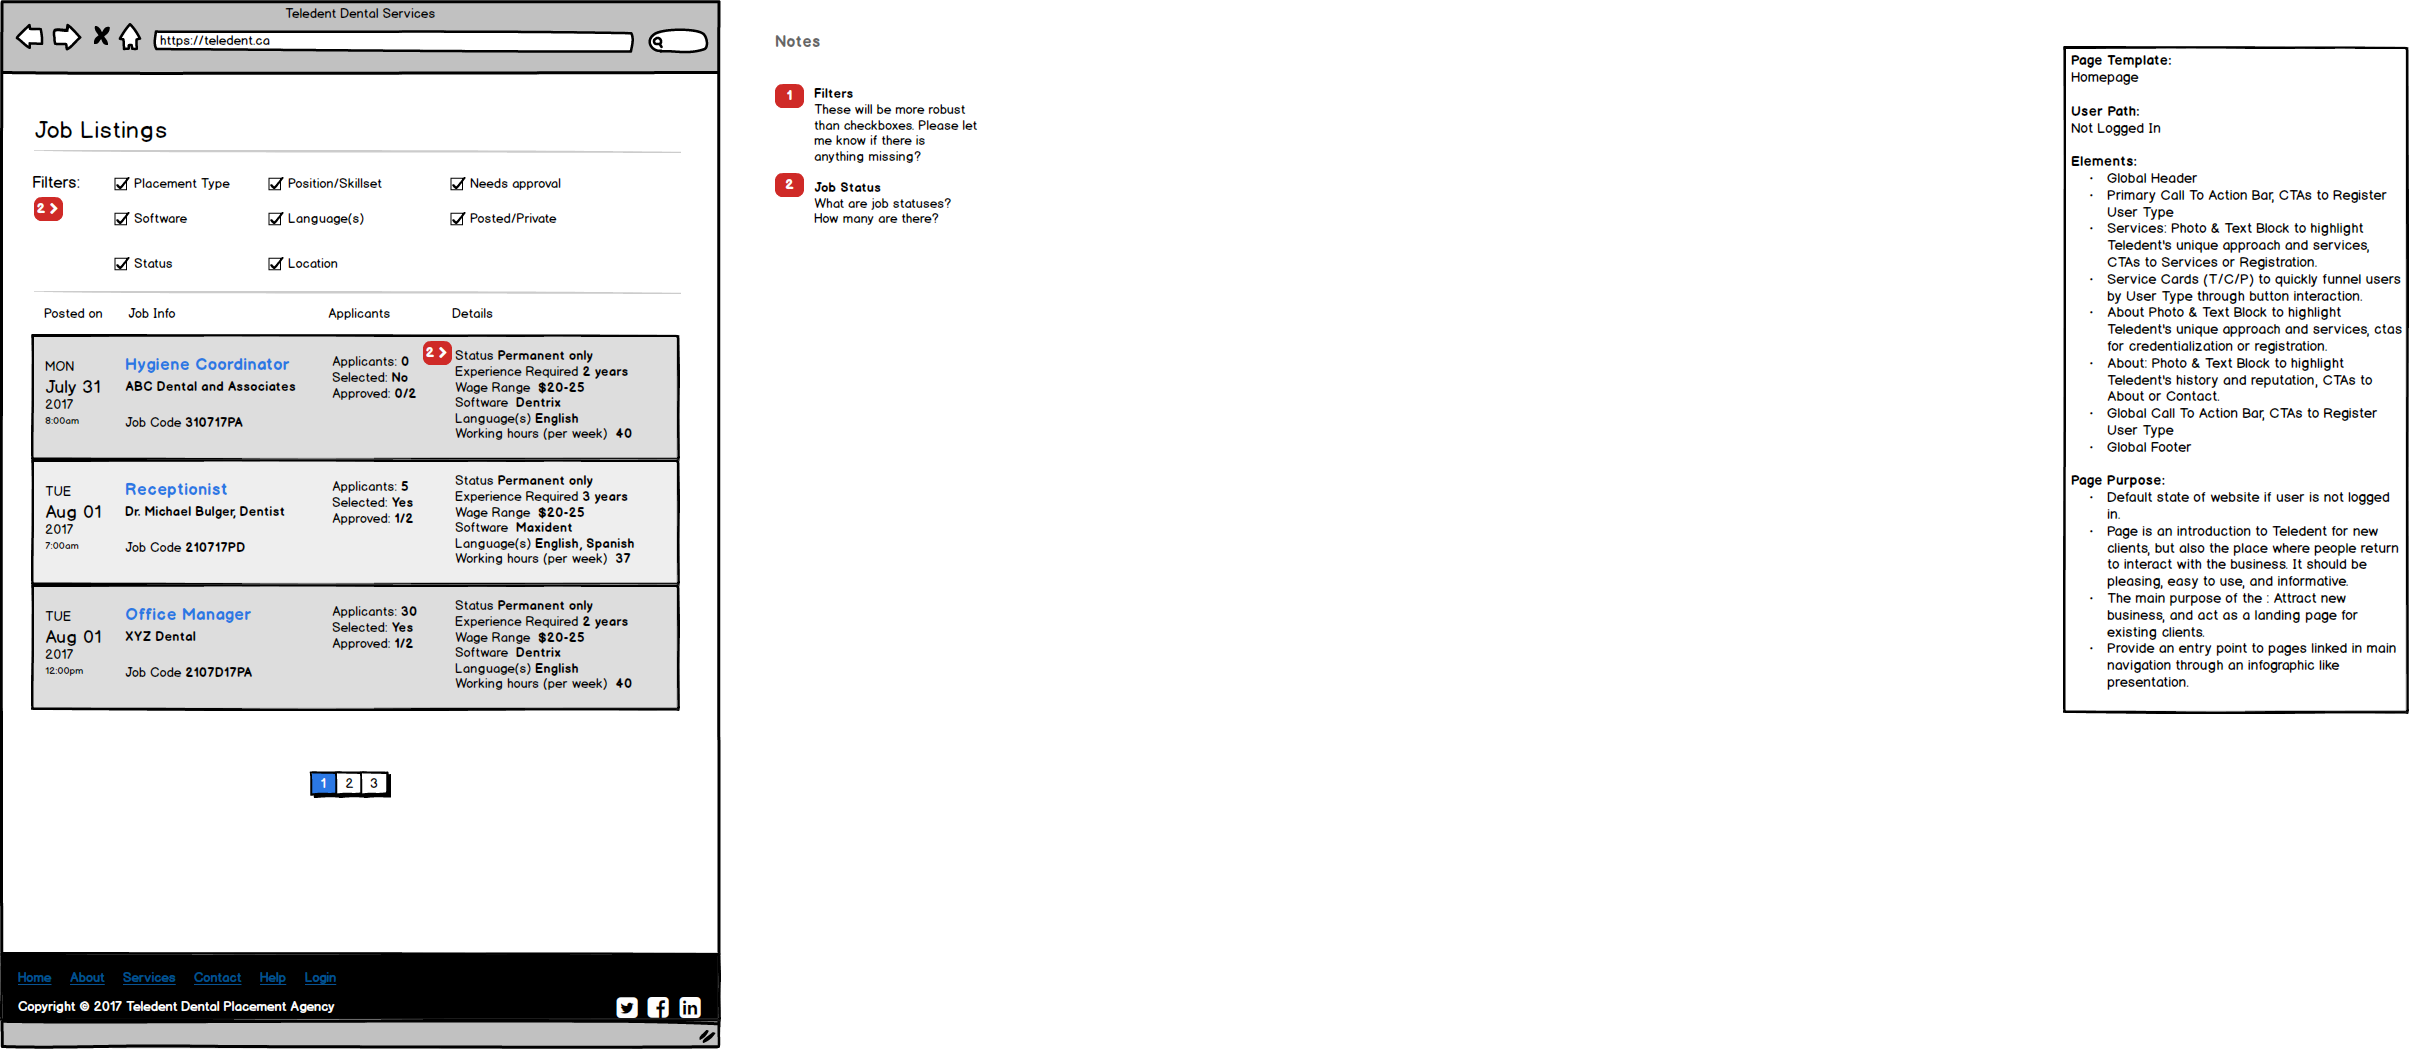 Teledent Dental Services
https://teledent.ca
Job Listings
Filters:
2
Placement Type
Position/Skillset
Needs approval
Software
Language(s)
Posted/Private
Status
Location
Posted on
Job Info
Applicants
Details
MON
July 31
2017
8:00am
Hygiene Coordinator
ABC Dental and Associates
Job Code 310717PA
Applicants: 0
Selected: No
Approved: 0/2
2
Status Permanent only
Experience Required 2 years
Wage Range $20-25
Software Dentrix
Language(s) English
Working hours (per week) 40
TUE
Aug 01
2017
7:00am
Receptionist
Dr. Michael Bulger, Dentist
Job Code 210717PD
Applicants: 5
Selected: Yes
Approved: 1/2
Status Permanent only
Experience Required 3 years
Wage Range $20-25
Software Maxident
Language(s) English, Spanish
Working hours (per week) 37
TUE
Aug 01
2017
12:00pm
Office Manager
XYZ Dental
Job Code 2107D17PA
Applicants: 30
Selected: Yes
Approved: 1/2
Status Permanent only
Experience Required 2 years
Wage Range $20-25
Software Dentrix
Language(s) English
Working hours (per week) 40
1 2 3
Home About Services Contact Help Login
Copyright © 2017 Teledent Dental Placement Agency
Notes
1
Filters
These will be more robust
than checkboxes. Please let
me know if there is
anything missing?
2
Job Status
What are job statuses?
How many are there?
Page Template:
Homepage
User Path:
Not Logged In
Elements:
· Global Header
· Primary Call To Action Bar, CTAs to Register
User Type
· Services: Photo & Text Block to highlight
Teledent's unique approach and services,
CTAs to Services or Registration.
· Service Cards (T/C/P) to quickly funnel users
by User Type through button interaction.
· About Photo & Text Block to highlight
Teledent's unique approach and services, ctas
for credentialization or registration.
· About: Photo & Text Block to highlight
Teledent's history and reputation, CTAs to
About or Contact.
· Global Call To Action Bar, CTAs to Register
User Type
· Global Footer
Page Purpose:
· Default state of website if user is not logged
in.
· Page is an introduction to Teledent for new
clients, but also the place where people return
to interact with the business. It should be
pleasing, easy to use, and informative.
· The main purpose of the : Attract new
business, and act as a landing page for
existing clients.
· Provide an entry point to pages linked in main
navigation through an infographic like
presentation.